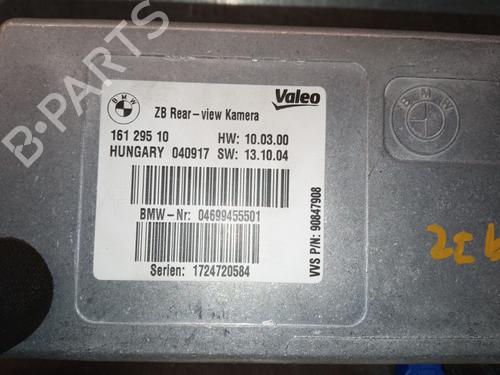 BMW
ZB Rear-view Kamera
Valeo
161 295 10 HW: 10.03.00
HUNGARY 040917 SW: 13.10.04
BMW-Nr: 04699455501
Serien: 1724720584
VVS P/N: 90847908
BMW
B-PARTS